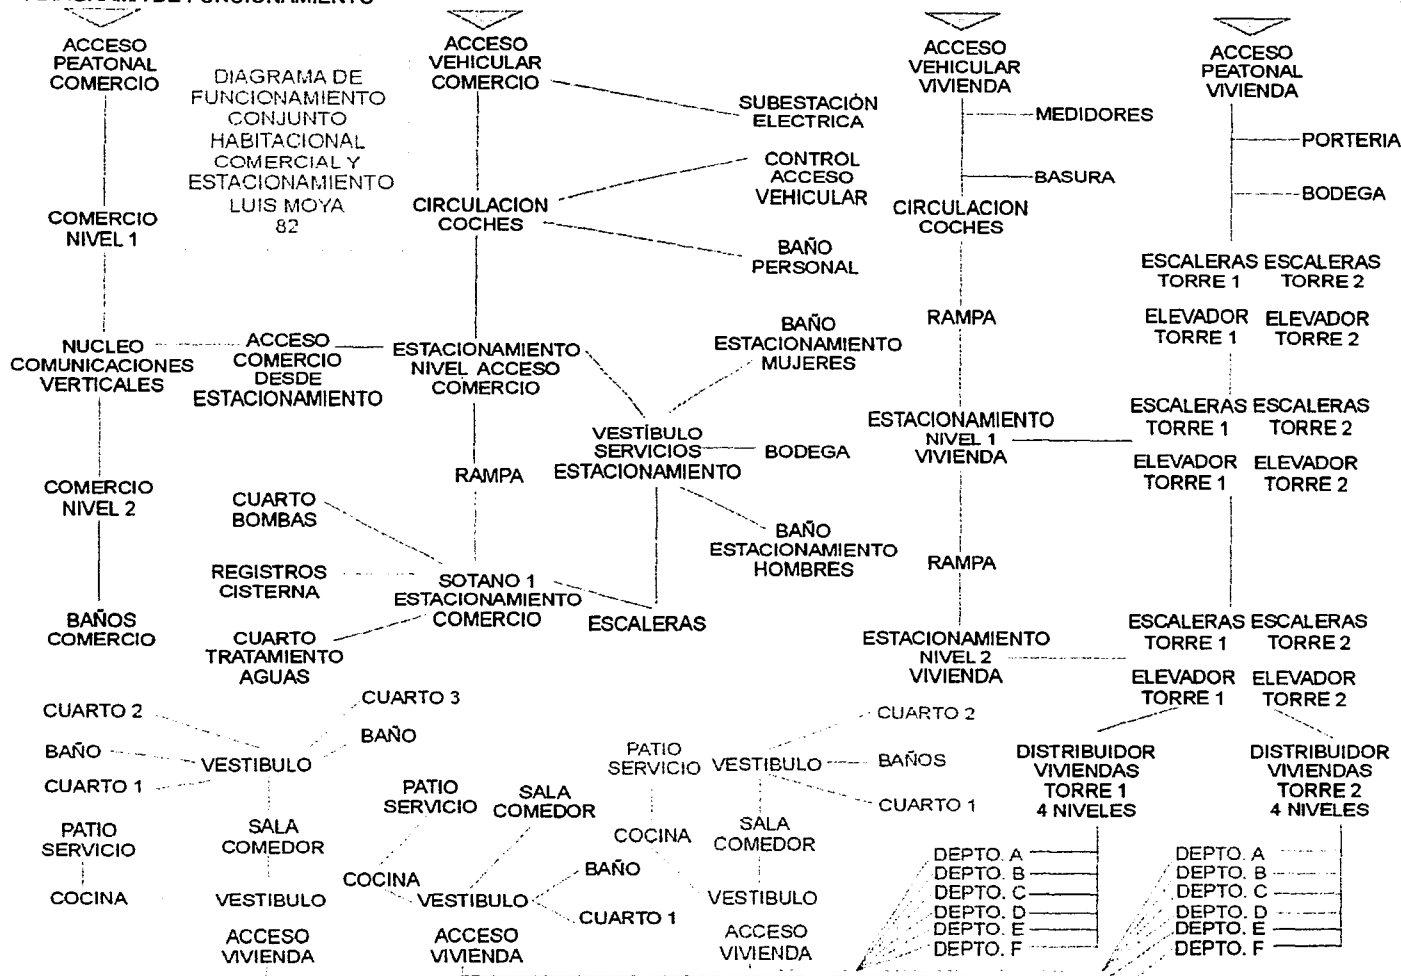 DIAGRAMA DE FUNCIONAMIENTO
ACCESO
PEATONAL
COMERCIO
DIAGRAMA DE
FUNCIONAMIENTO
CONJUNTO
HABITACIONAL
COMERCIAL Y
ESTACIONAMIENTO
LUIS MOYA
82
COMERCIO
NIVEL 1
NUCLEO
COMUNICACIONES
VERTICALES
ACCESO
COMERCIO
DESDE
ESTACIONAMIENTO
COMERCIO
NIVEL 2
BAÑOS
COMERCIO
ACCESO
VEHICULAR
COMERCIO
SUBESTACIÓN
ELECTRICA
CONTROL
ACCESO
VEHICULAR
CIRCULACION
COCHES
BAÑO
PERSONAL
ESTACIONAMIENTO
NIVEL ACCESO
COMERCIO
BAÑO
ESTACIONAMIENTO
MUJERES
VESTÍBULO
SERVICIOS
ESTACIONAMIENTO
BODEGA
BAÑO
ESTACIONAMIENTO
HOMBRES
RAMPA
CUARTO
BOMBAS
REGISTROS
CISTERNA
CUARTO
TRATAMIENTO
AGUAS
SOTANO 1
ESTACIONAMIENTO
COMERCIO
ESCALERAS
ACCESO
VEHICULAR
VIVIENDA
MEDIDORES
BASURA
CIRCULACION
COCHES
RAMPA
ESTACIONAMIENTO
NIVEL 1
VIVIENDA
RAMPA
ESTACIONAMIENTO
NIVEL 2
VIVIENDA
ACCESO
PEATONAL
VIVIENDA
PORTERIA
BODEGA
ESCALERAS ESCALERAS
TORRE 1 TORRE 2
ELEVADOR ELEVADOR
TORRE 1 TORRE 2
ESCALERAS ESCALERAS
TORRE 1 TORRE 2
ELEVADOR ELEVADOR
TORRE 1 TORRE 2
ESCALERAS ESCALERAS
TORRE 1 TORRE 2
ELEVADOR ELEVADOR
TORRE 1 TORRE 2
DISTRIBUIDOR
VIVIENDAS
TORRE 1
4 NIVELES
DEPTO. A
DEPTO. B
DEPTO. C
DEPTO. D
DEPTO. E
DEPTO. F
DISTRIBUIDOR
VIVIENDAS
TORRE 2
4 NIVELES
DEPTO. A
DEPTO. B
DEPTO. C
DEPTO. D
DEPTO. E
DEPTO. F
CUARTO 2
CUARTO 3
BAÑO
BAÑO
VESTIBULO
CUARTO 1
PATIO
SERVICIO
COCINA
SALA
COMEDOR
VESTIBULO
ACCESO
VIVIENDA
PATIO
SERVICIO
SALA
COMEDOR
COCINA
VESTIBULO
BAÑO
CUARTO 1
ACCESO
VIVIENDA
PATIO
SERVICIO
VESTIBULO
CUARTO 2
BAÑOS
CUARTO 1
COCINA
SALA
COMEDOR
VESTIBULO
ACCESO
VIVIENDA